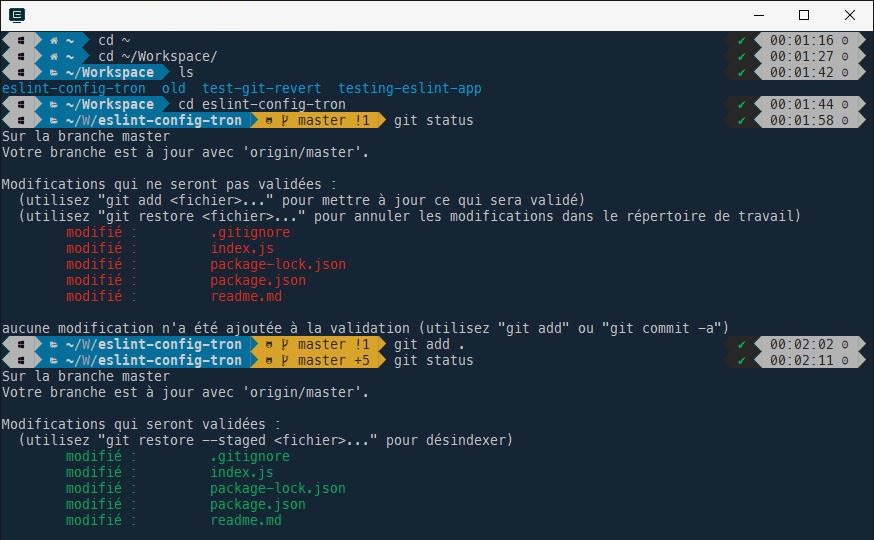 ~ cd ~ ✔ 00:01:16
~ cd ~/Workspace/ ✔ 00:01:27
~/Workspace ls ✔ 00:01:42
eslint-config-tron old test-git-revert testing-eslint-app
~/Workspace cd eslint-config-tron ✔ 00:01:44
~/W/eslint-config-tron master !1 git status ✔ 00:01:58
Sur la branche master
Votre branche est à jour avec 'origin/master'.
Modifications qui ne seront pas validées :
(utilisez "git add <fichier>..." pour mettre à jour ce qui sera validé)
(utilisez "git restore <fichier>..." pour annuler les modifications dans le répertoire de travail)
modifié : .gitignore
modifié : index.js
modifié : package-lock.json
modifié : package.json
modifié : readme.md
aucune modification n'a été ajoutée à la validation (utilisez "git add" ou "git commit -a")
~/W/eslint-config-tron master !1 git add . ✔ 00:02:02
~/W/eslint-config-tron master +5 git status ✔ 00:02:11
Sur la branche master
Votre branche est à jour avec 'origin/master'.
Modifications qui seront validées :
(utilisez "git restore --staged <fichier>..." pour désindexer)
modifié : .gitignore
modifié : index.js
modifié : package-lock.json
modifié : package.json
modifié : readme.md